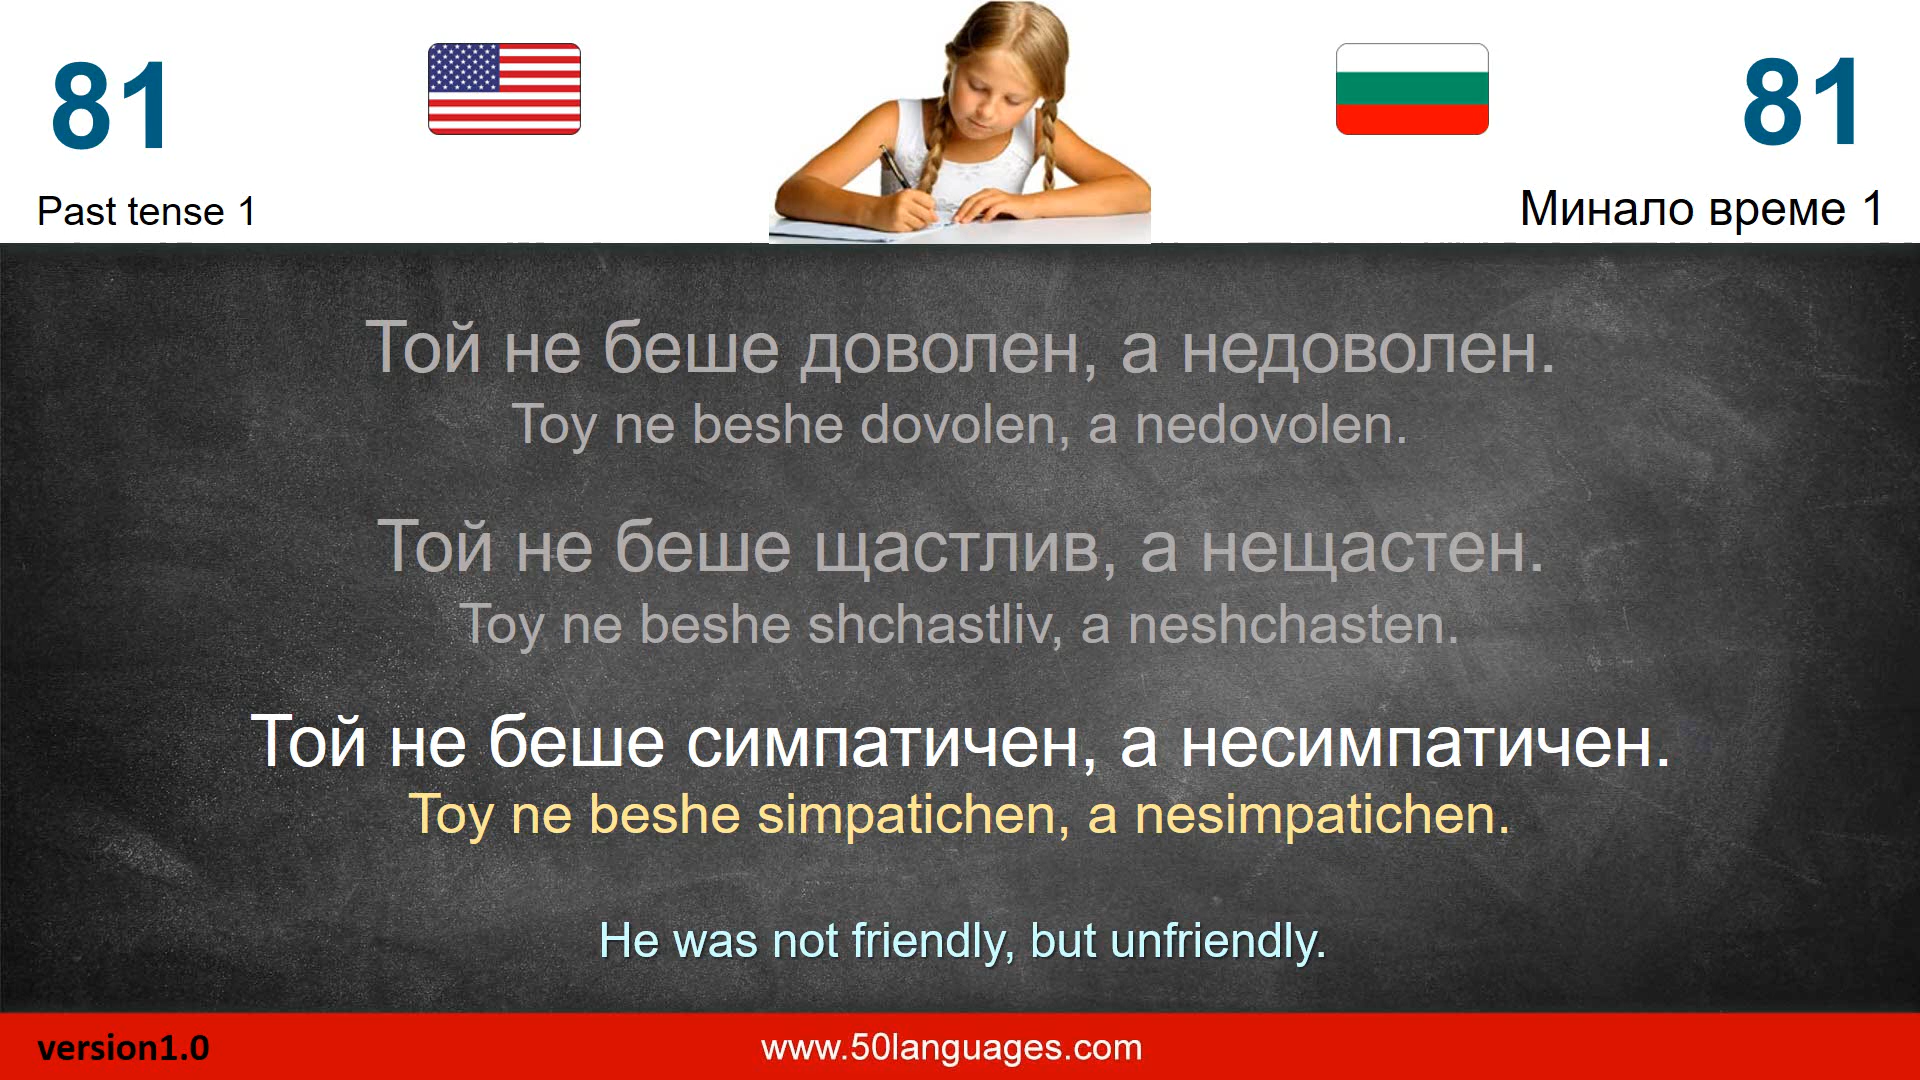 81
81
Past tense 1
Минало време 1
Той не беше доволен, а недоволен.
Toy ne beshe dovolen, a nedovolen.
Той не беше щастлив, а нещастен.
Toy ne beshe shchastliv, a neshchasten.
Той не беше симпатичен, а несимпатичен.
Toy ne beshe simpatichen, a nesimpatichen.
He was not friendly, but unfriendly.
version1.0
www.50languages.com